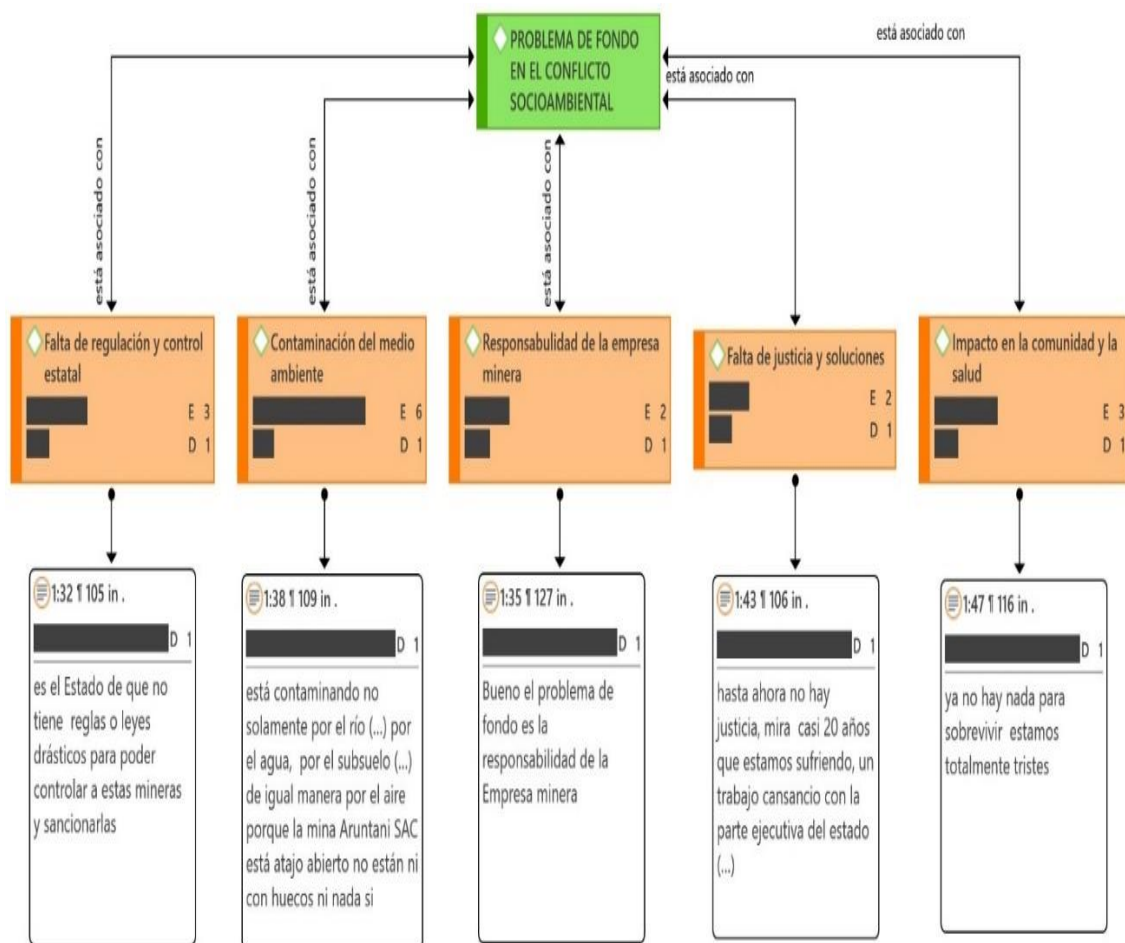 PROBLEMA DE FONDO
EN EL CONFLICTO
SOCIOAMBIENTAL
está asociado con
está asociado con
está asociado con
está asociado con
está asociado con
Falta de regulación y control
estatal
E 3
D 1
Contaminación del medio
ambiente
E 6
D 1
Responsabulidad de la empresa
minera
E 2
D 1
Falta de justicia y soluciones
E 2
D 1
Impacto en la comunidad y la
salud
E 3
D 1
1:32 ¶ 105 in .
D 1
es el Estado de que no
tiene reglas o leyes
drásticos para poder
controlar a estas mineras
y sancionarlas
1:38 ¶ 109 in .
D 1
está contaminando no
solamente por el río (...) por
el agua, por el subsuelo (...)
de igual manera por el aire
porque la mina Aruntani SAC
está atajo abierto no están ni
con huecos ni nada si
1:35 ¶ 127 in .
D 1
Bueno el problema de
fondo es la
responsabilidad de la
Empresa minera
1:43 ¶ 106 in .
D 1
hasta ahora no hay
justicia, mira casi 20 años
que estamos sufriendo, un
trabajo cansancio con la
parte ejecutiva del estado
(...)
1:47 ¶ 116 in .
D 1
ya no hay nada para
sobrevivir estamos
totalmente tristes